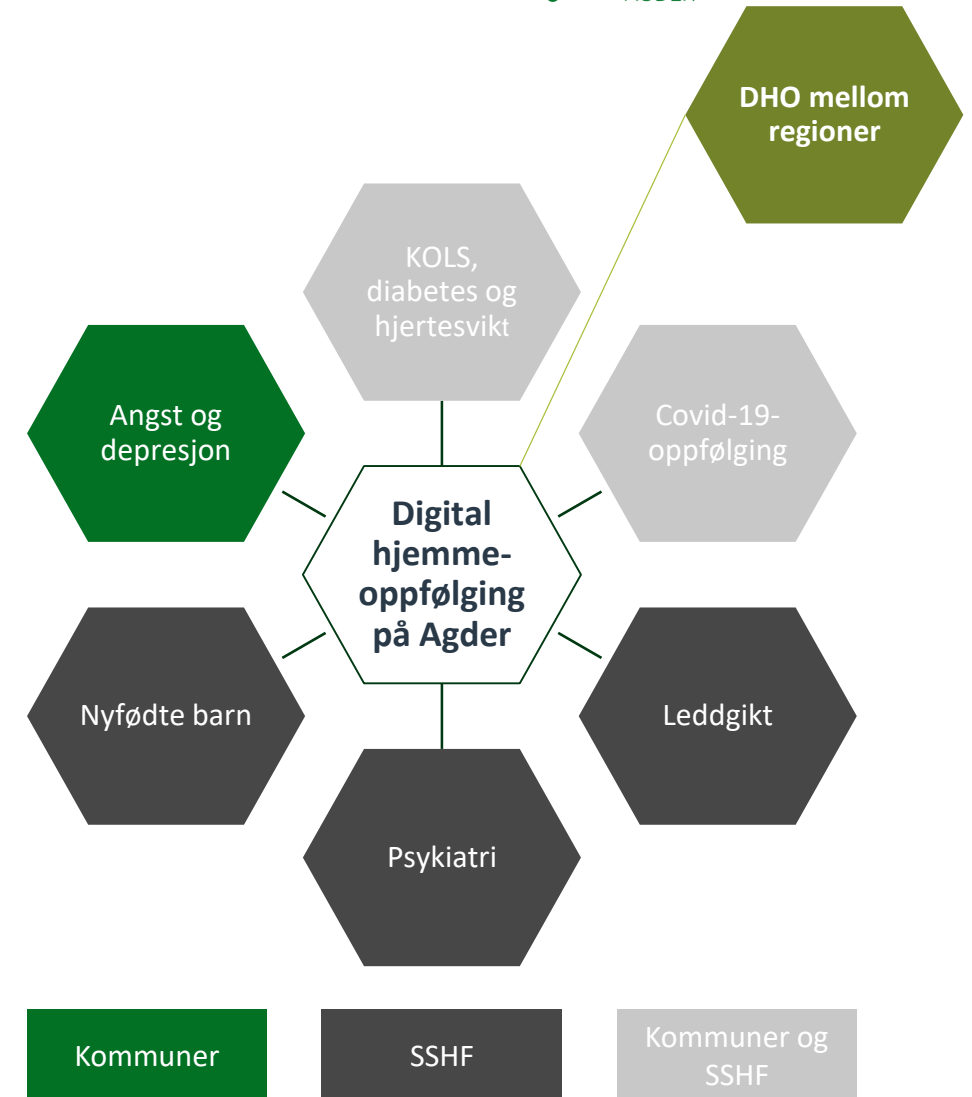 DHO mellom
regioner
KOLS,
diabetes og
hjertesvikt
Angst og
depresjon
Covid-19-
oppfølging
Digital
hjemme-
oppfølging
på Agder
Nyfødte barn
Leddgikt
Psykiatri
Kommuner
SSHF
Kommuner og
SSHF